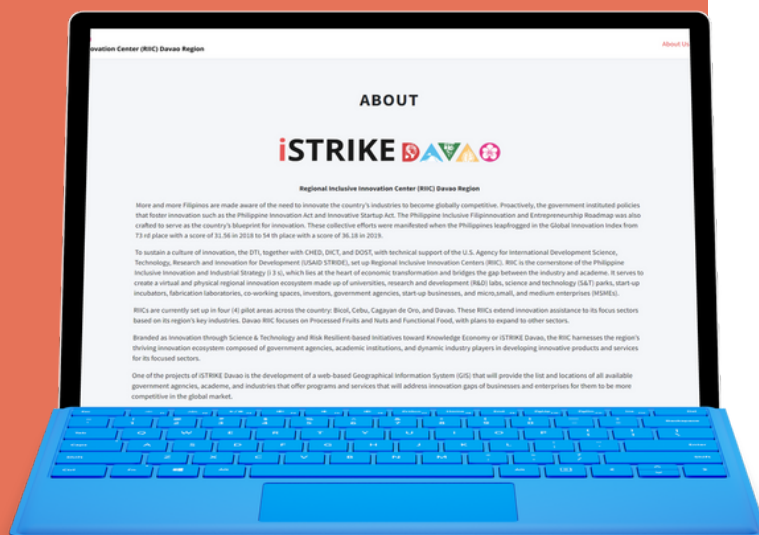 ovation Center (RIIC) Davao Region
About Us
ABOUT
iSTRIKE DAVAO
Regional Inclusive Innovation Center (RIIC) Davao Region
More and more Filipinos are made aware of the need to innovate the country's industries to become globally competitive. Proactively, the government instituted policies
that foster innovation such as the Philippine Innovation Act and Innovative Startup Act. The Philippine Inclusive Filipinnovation and Entrepreneurship Roadmap was also
crafted to serve as the country's blueprint for innovation. These collective efforts were manifested when the Philippines leapfrogged in the Global Innovation Index from
73 rd place with a score of 31.56 in 2018 to 54 th place with a score of 36.18 in 2019.
To sustain a culture of innovation, the DTI, together with CHED, DICT, and DOST, with technical support of the U.S. Agency for International Development Science,
Technology, Research and Innovation for Development (USAID STRIDE), set up Regional Inclusive Innovation Centers (RIIC). RIIC is the cornerstone of the Philippine
Inclusive Innovation and Industrial Strategy (i 3 s), which lies at the heart of economic transformation and bridges the gap between the industry and academe. It serves to
create a virtual and physical regional innovation ecosystem made up of universities, research and development (R&D) labs, science and technology (S&T) parks, start-up
incubators, fabrication laboratories, co-working spaces, investors, government agencies, start-up businesses, and micro,small, and medium enterprises (MSMEs).
RIICs are currently set up in four (4) pilot areas across the country: Bicol, Cebu, Cagayan de Oro, and Davao. These RIICs extend innovation assistance to its focus sectors
based on its region's key industries. Davao RIIC focuses on Processed Fruits and Nuts and Functional Food, with plans to expand to other sectors.
Branded as Innovation through Science & Technology and Risk Resilient-based Initiatives toward Knowledge Economy or iSTRIKE Davao, the RIIC harnesses the region's
thriving innovation ecosystem composed of government agencies, academic institutions, and dynamic industry players in developing innovative products and services
for its focused sectors.
One of the projects of iSTRIKE Davao is the development of a web-based Geographical Information System (GIS) that will provide the list and locations of all available
government agencies, academe, and industries that offer programs and services that will address innovation gaps of businesses and enterprises for them to be more
competitive in the global market.
Q W E R T Y U I O P
A S D F G H J K L
Z X C V B N M